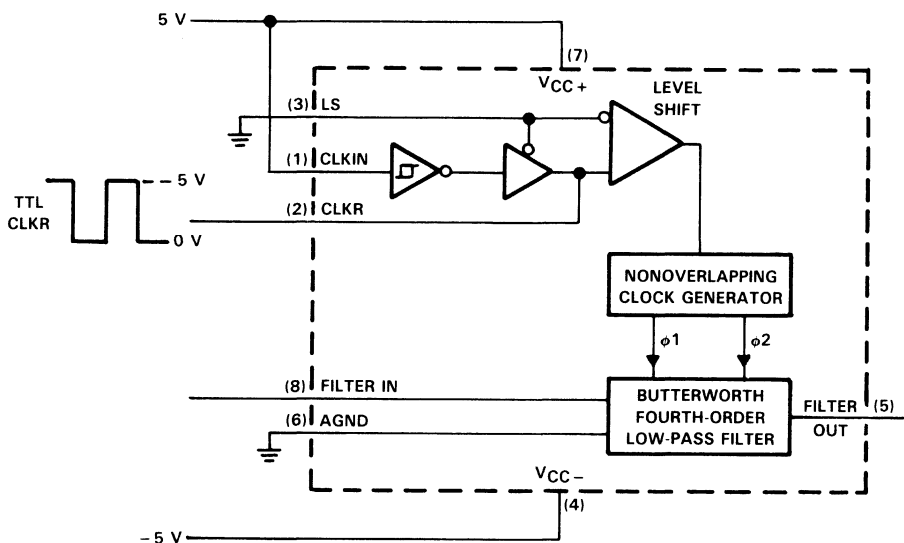 5 V
(7)
VCC+
LEVEL
SHIFT
(3) LS
(1) CLKIN
(2) CLKR
TTL
CLKR
5 V
0 V
NONOVERLAPPING
CLOCK GENERATOR
φ1
φ2
(8) FILTER IN
(6) AGND
BUTTERWORTH
FOURTH-ORDER
LOW-PASS FILTER
FILTER (5)
OUT
VCC−
(4)
−5 V